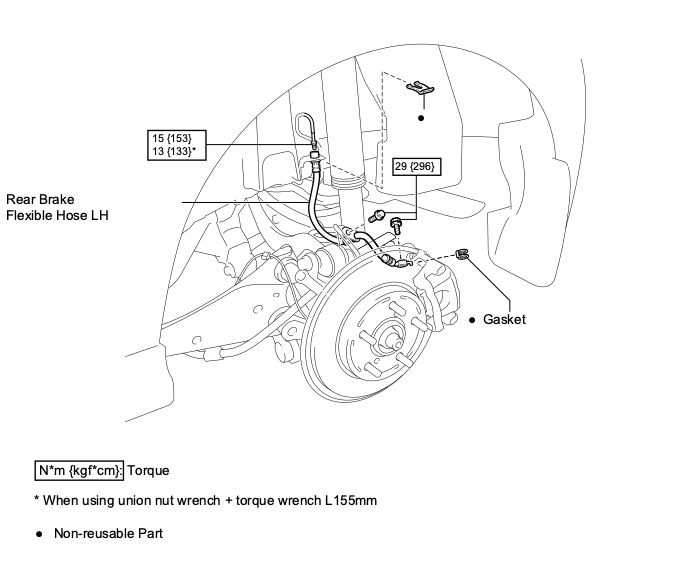 15 {153}
13 {133}*
29 {296}
Rear Brake
Flexible Hose LH
● Gasket
N*m {kgf*cm}: Torque
* When using union nut wrench + torque wrench L155mm
● Non-reusable Part